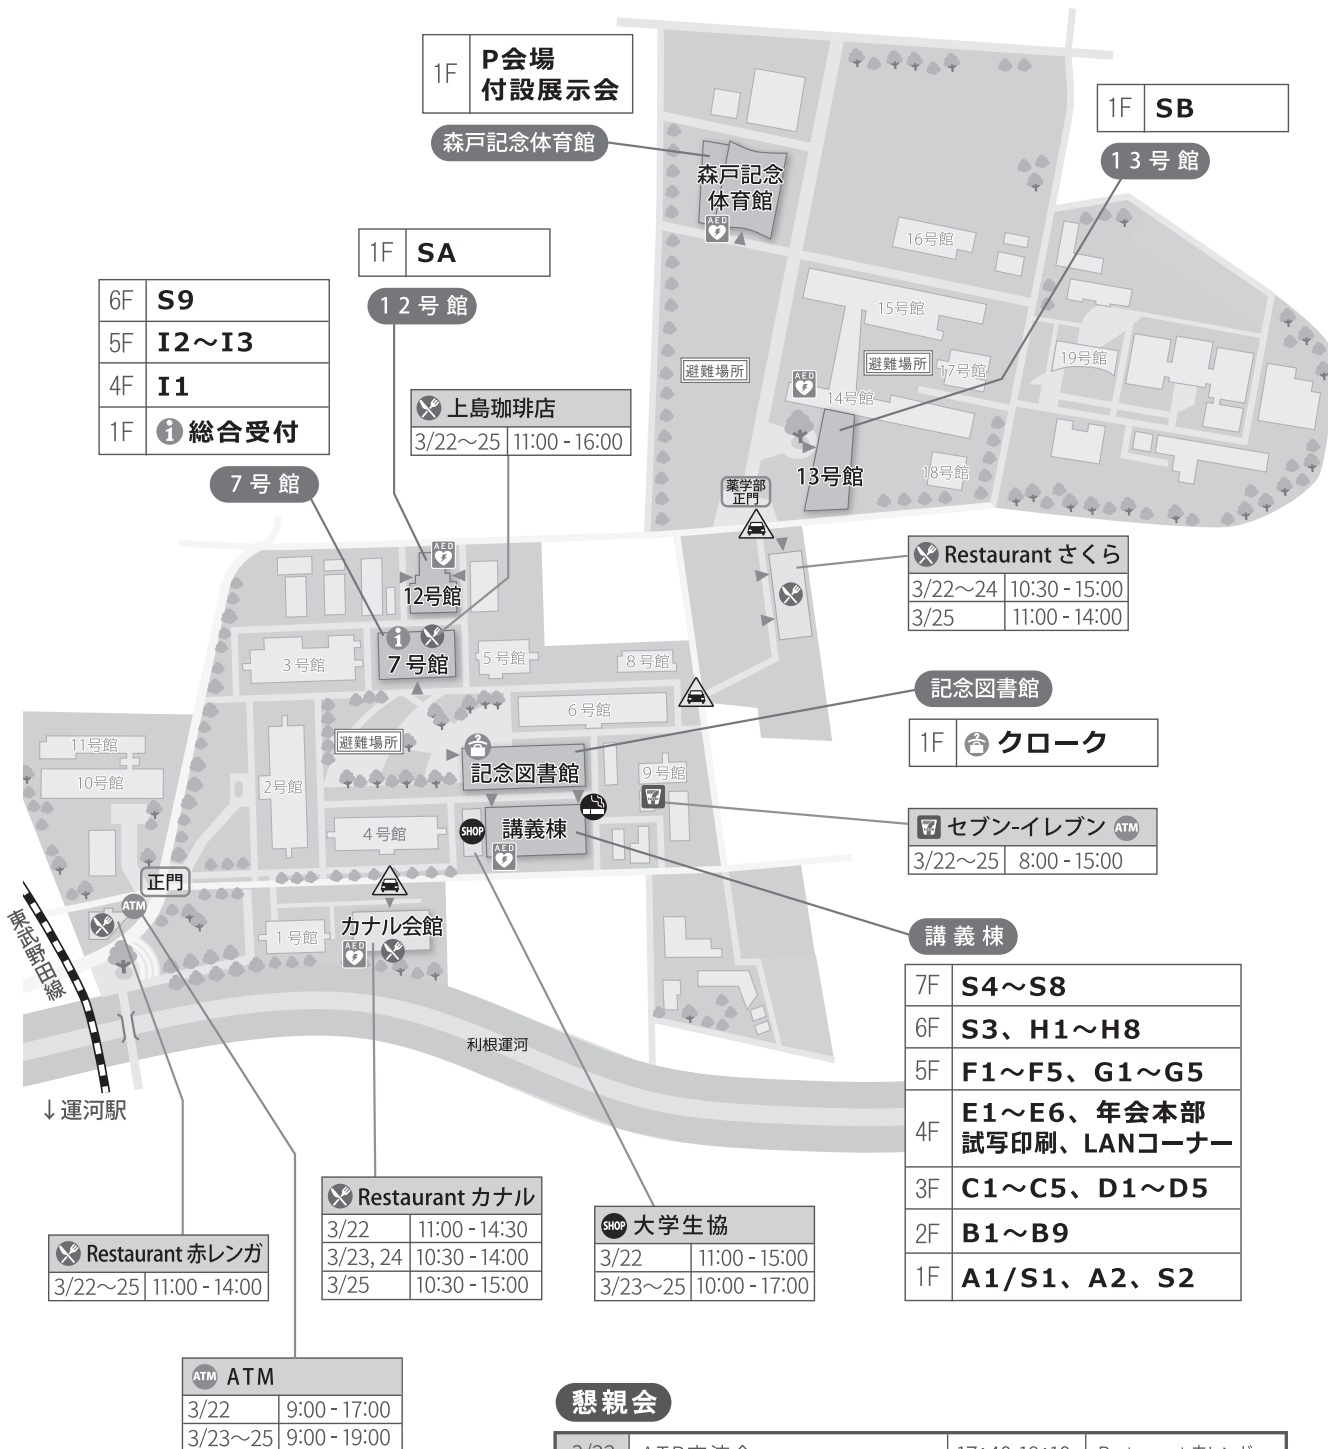 1F P会場
付設展示会
森戸記念体育館
1F SB
13号館
森戸記念
体育館
AED
16号館
1F SA
12号館
6F S9
5F I2～I3
4F I1
1F 総合受付
7号館
15号館
避難場所
避難場所
17号館
19号館
AED
14号館
上島珈琲店
3/22～25 11:00 - 16:00
13号館
18号館
薬学部
正門
AED
12号館
Restaurant さくら
3/22～24 10:30 - 15:00
3/25 11:00 - 14:00
3号館
7号館
5号館
8号館
記念図書館
1F クローク
6号館
避難場所
11号館
10号館
2号館
記念図書館
9号館
4号館
SHOP
講義棟
AED
セブン-イレブン ATM
3/22～25 8:00 - 15:00
正門
ATM
東武野田線
1号館
カナル会館
AED
講義棟
7F S4～S8
6F S3、H1～H8
5F F1～F5、G1～G5
4F E1～E6、年会本部
試写印刷、LANコーナー
3F C1～C5、D1～D5
2F B1～B9
1F A1/S1、A2、S2
利根運河
↓運河駅
Restaurant カナル
3/22 11:00 - 14:30
3/23, 24 10:30 - 14:00
3/25 10:30 - 15:00
SHOP 大学生協
3/22 11:00 - 15:00
3/23～25 10:00 - 17:00
Restaurant 赤レンガ
3/22～25 11:00 - 14:00
ATM ATM
3/22 9:00 - 17:00
3/23～25 9:00 - 19:00
懇親会